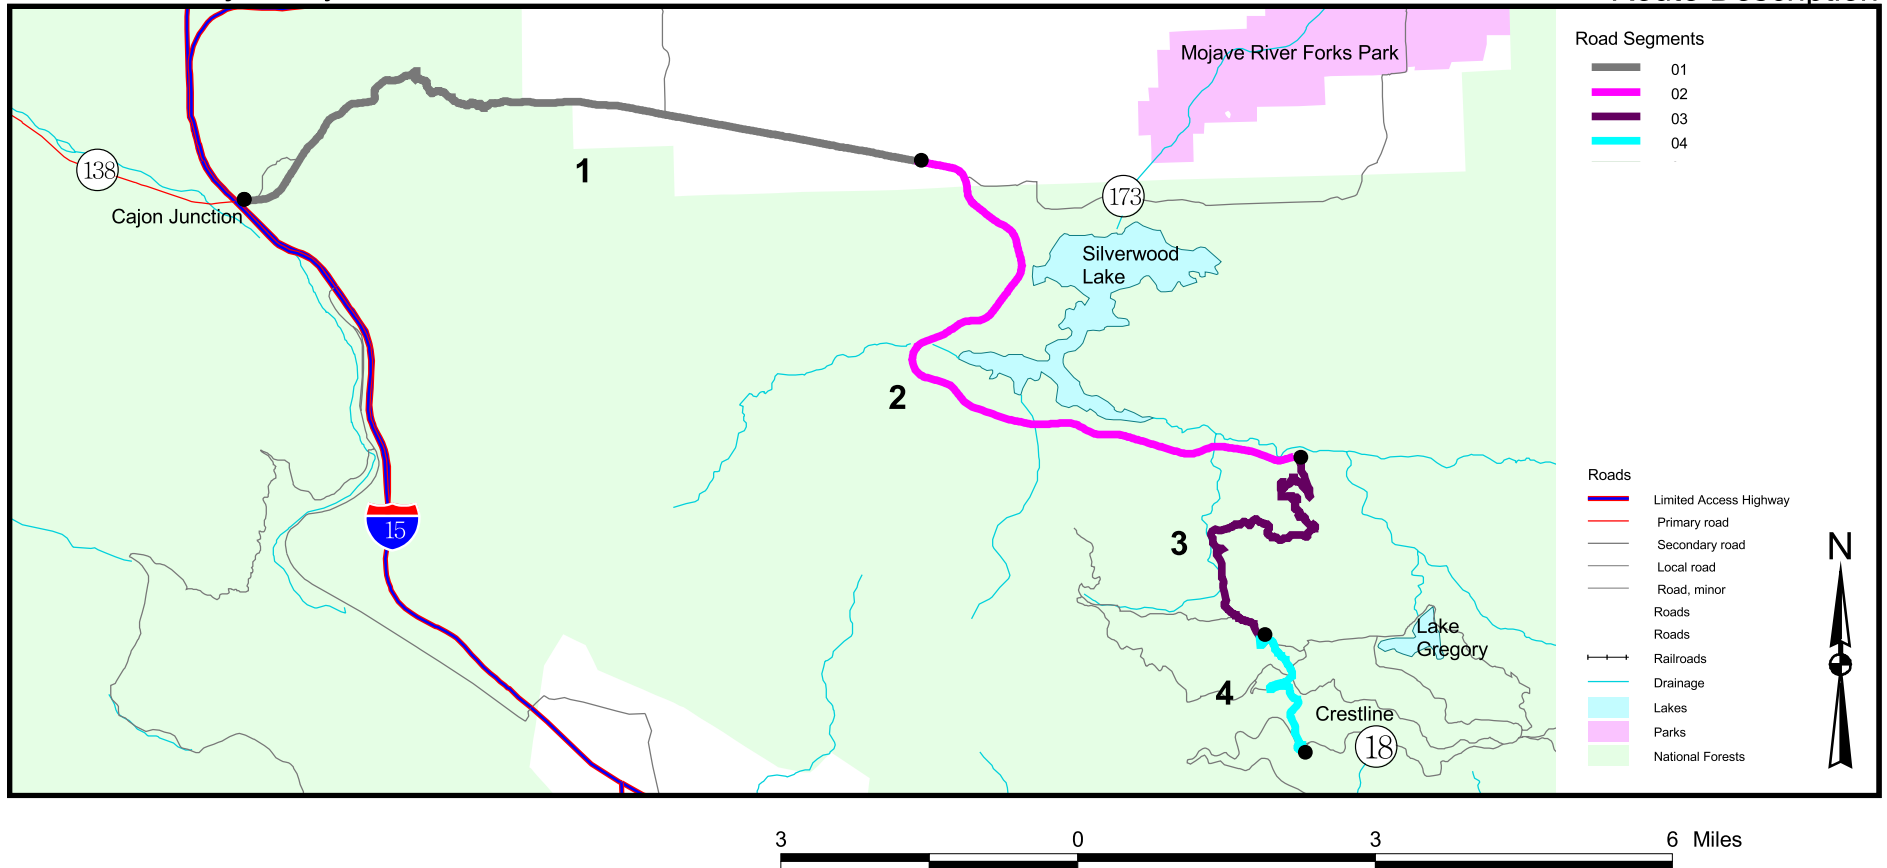 Route Description
Mojave River Forks Park
Road Segments
01
02
03
04
138
1
173
Cajon Junction
Silverwood
Lake
2
Roads
Limited Access Highway
15
Primary road
3
Secondary road
N
Local road
Road, minor
Roads
Lake
Gregory
Roads
Railroads
4
Drainage
Crestline
Lakes
18
Parks
National Forests
3 0 3 6 Miles